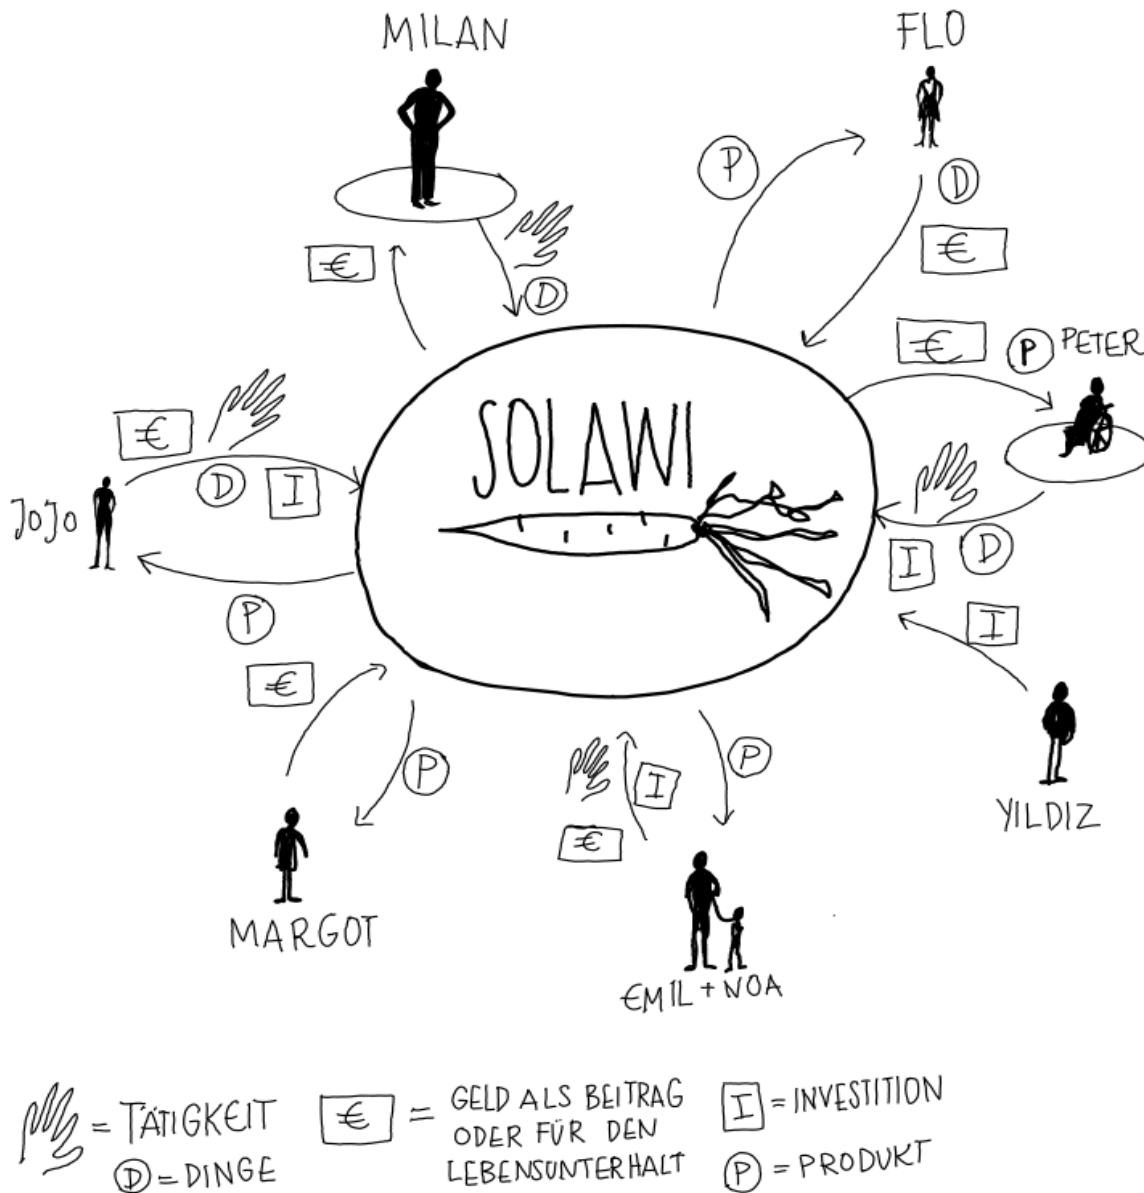 MILAN
FLO
P
D
€
€
D
€
P
PETER
SOLAWI
€
D
I
JOJO
I
D
P
I
€
P
I
P
€
YILDIZ
MARGOT
EMIL + NOA
= TÄTIGKEIT
D = DINGE
€ = GELD ALS BEITRAG
ODER FÜR DEN
LEBENSUNTERHALT
I = INVESTITION
P = PRODUKT